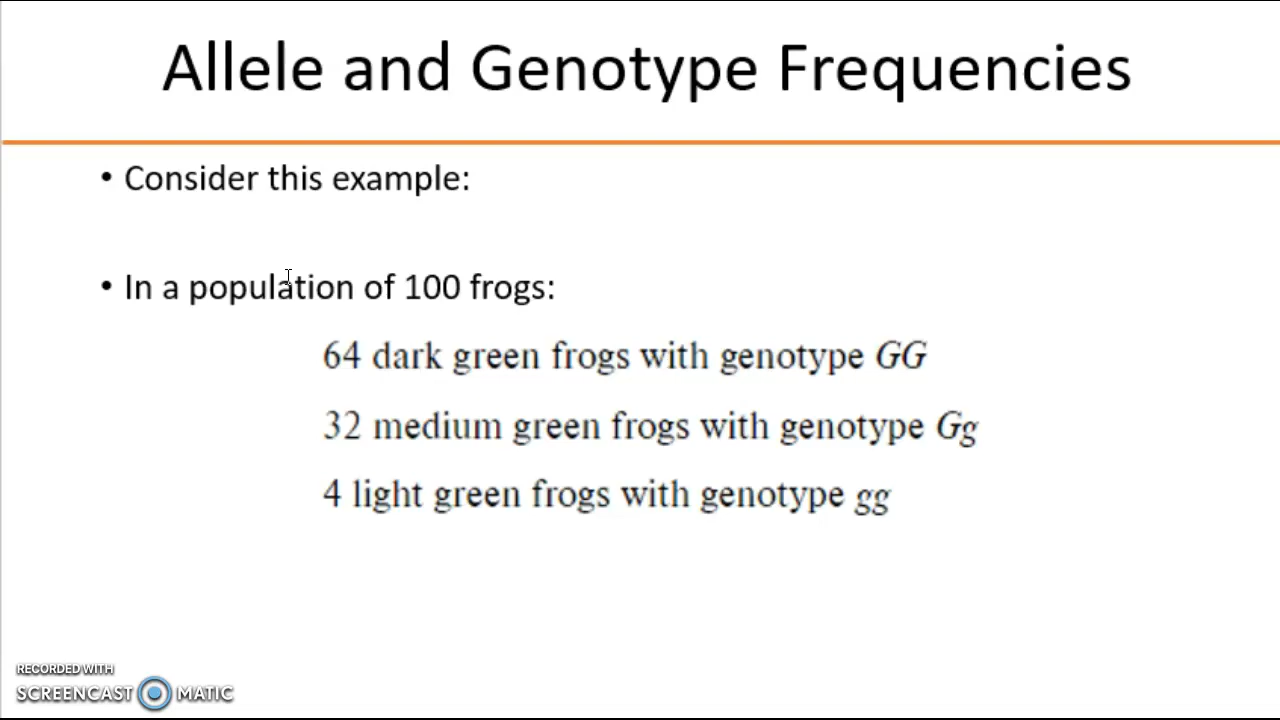 Allele and Genotype Frequencies
• Consider this example:
• In a population of 100 frogs:
64 dark green frogs with genotype GG
32 medium green frogs with genotype Gg
4 light green frogs with genotype gg
RECORDED WITH
SCREENCAST MATIC